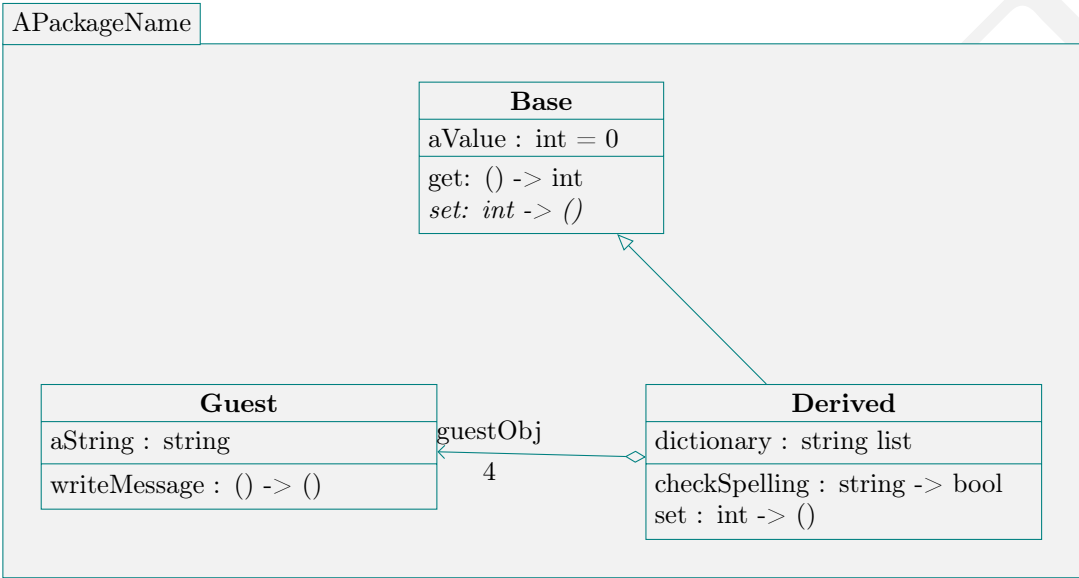 APackageName
Base
aValue : int = 0
get: () -> int
set: int -> ()
Guest
aString : string
writeMessage : () -> ()
guestObj
4
Derived
dictionary : string list
checkSpelling : string -> bool
set : int -> ()